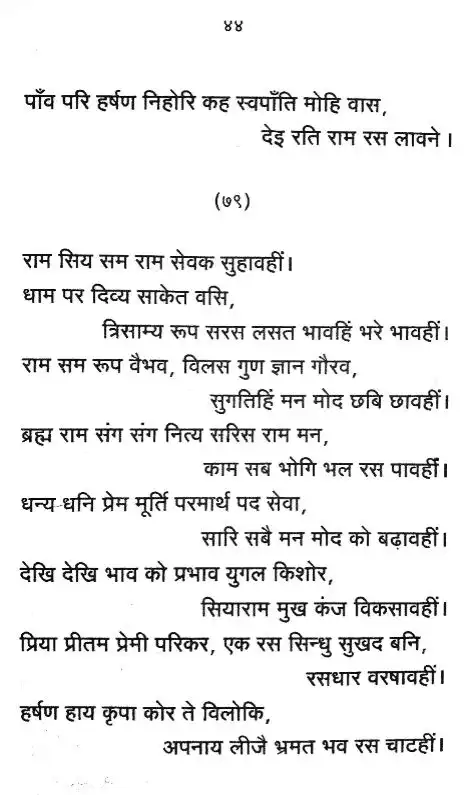 ४४
पाँव परि हर्षण निहोरि कह स्वपाँति मोहि वास,
देइ रति राम रस लावने।
(७९)
राम सिय सम राम सेवक सुहावहीं।
धाम पर दिव्य साकेत वसि,
त्रिसाम्य रूप सरस लसत भावहिं भरे भावहीं।
राम सम रूप वैभव, विलस गुण ज्ञान गौरव,
सुगतिहिं मन मोद छबि छावहीं।
ब्रह्म राम संग संग नित्य सरिस राम मन,
काम सब भोगि भल रस पावहीं।
धन्य-धनि प्रेम मूर्ति परमार्थ पद सेवा,
सारि सबै मन मोद को बढ़ावहीं।
देखि देखि भाव को प्रभाव युगल किशोर,
सियाराम मुख कंज विकसावहीं।
प्रिया प्रीतम प्रेमी परिकर, एक रस सिन्धु सुखद बनि,
रसधार वरषावहीं।
हर्षण हाय कृपा कोर ते विलोकि,
अपनाय लीजै भ्रमत भव रस चाटहीं।